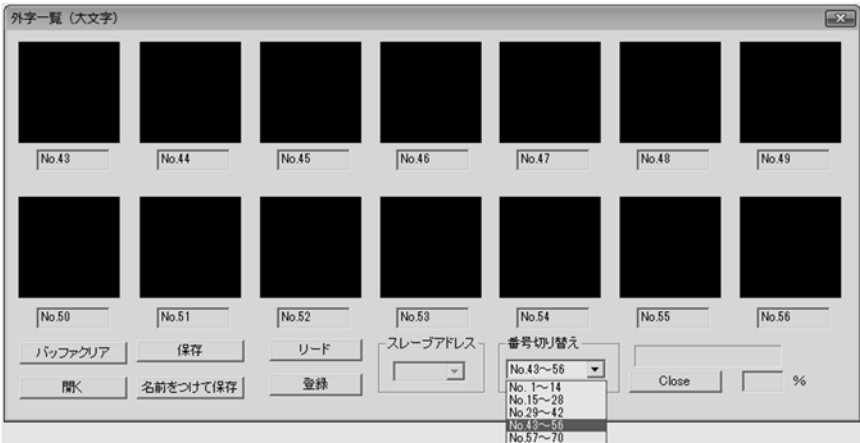 外字一覧（大文字）
No.43
No.44
No.45
No.46
No.47
No.48
No.49
No.50
No.51
No.52
No.53
No.54
No.55
No.56
バッファクリア
保存
リード
スレーブアドレス
番号切り替え
No.43～56
開く
名前をつけて保存
登録
Close
%
No. 1～14
No.15～28
No.29～42
No.43～56
No.57～70